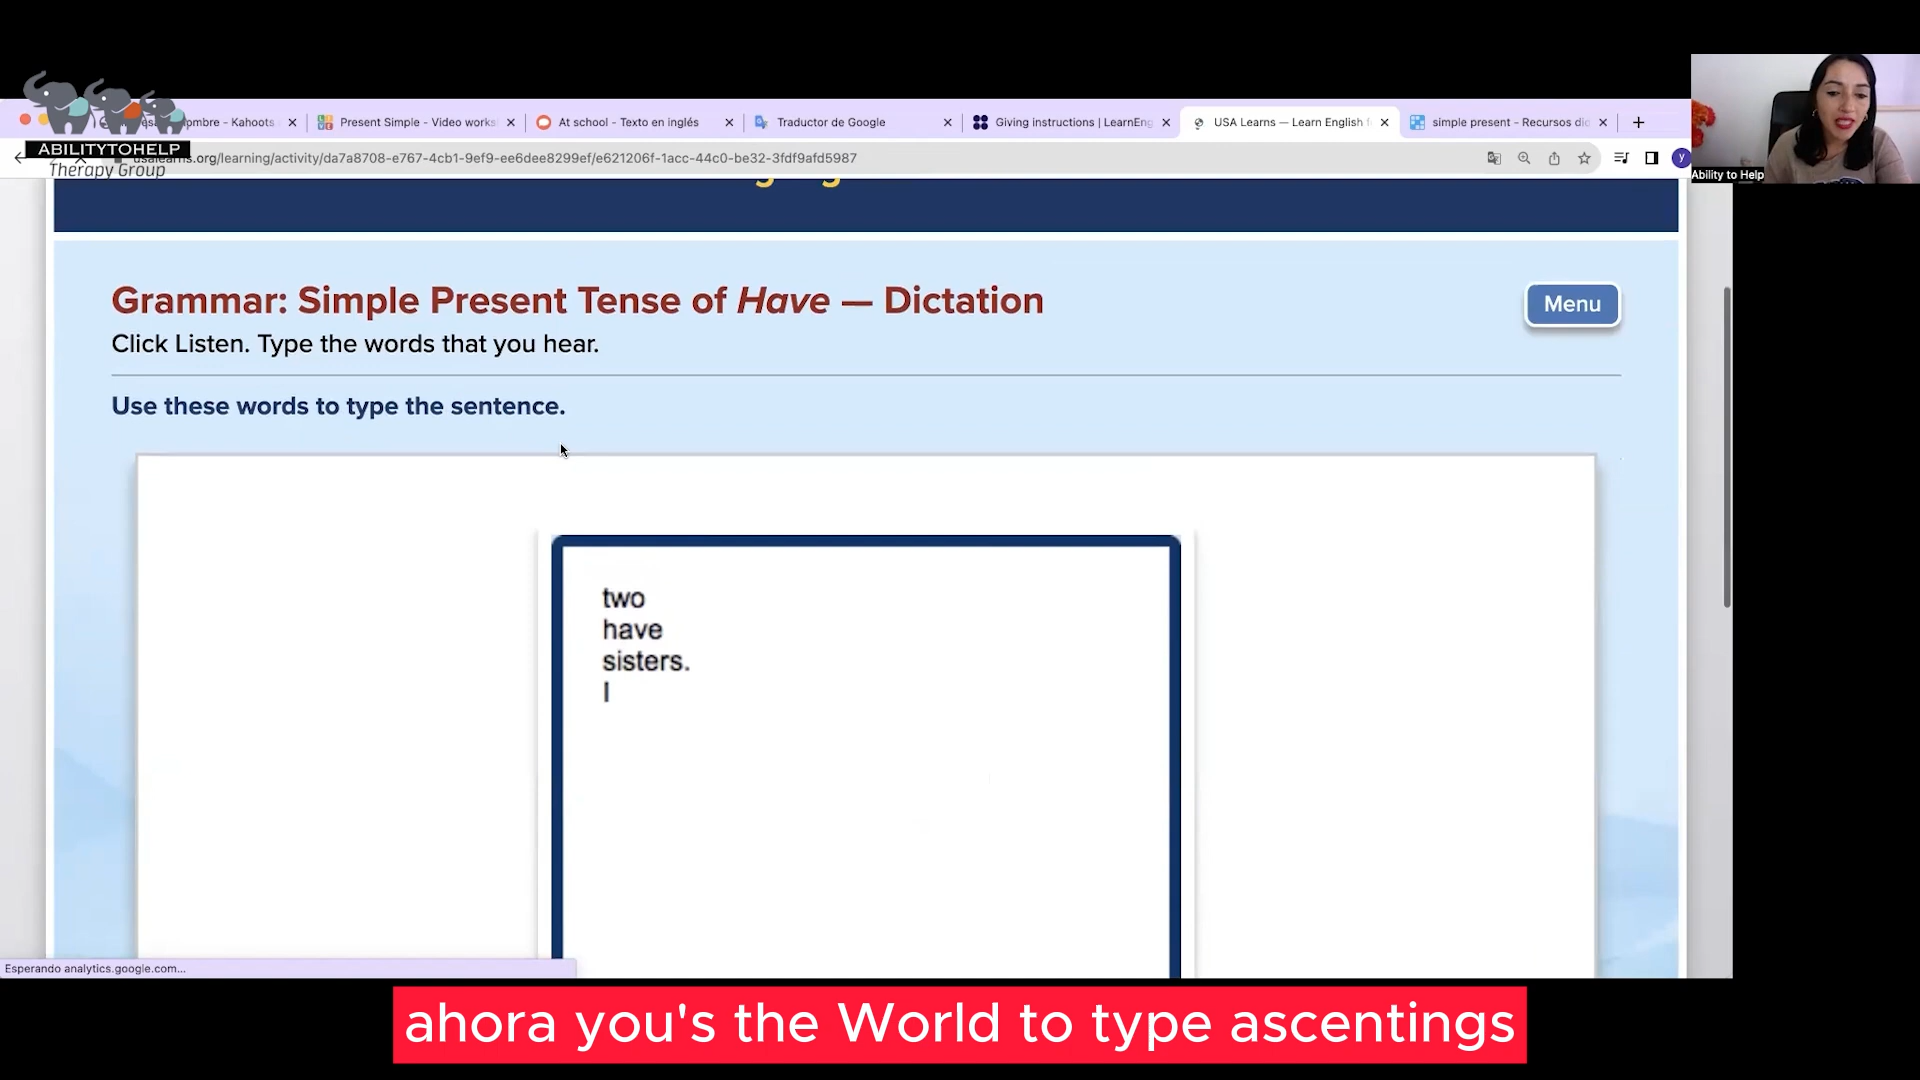 ombre - Kahoots
Present Simple - Video works
At school - Texto en inglés
Traductor de Google
Giving instructions | LearnEng
USA Learns — Learn English f
simple present - Recursos dic
ABILITYTOHELP
Therapy Group
usalearns.org/learning/activity/da7a8708-e767-4cb1-9ef9-ee6dee8299ef/e621206f-1acc-44c0-be32-3fdf9afd5987
y
Ability to Help
Grammar: Simple Present Tense of Have — Dictation
Menu
Click Listen. Type the words that you hear.
Use these words to type the sentence.
two
have
sisters.
I
Esperando analytics.google.com...
ahora you's the World to type ascentings